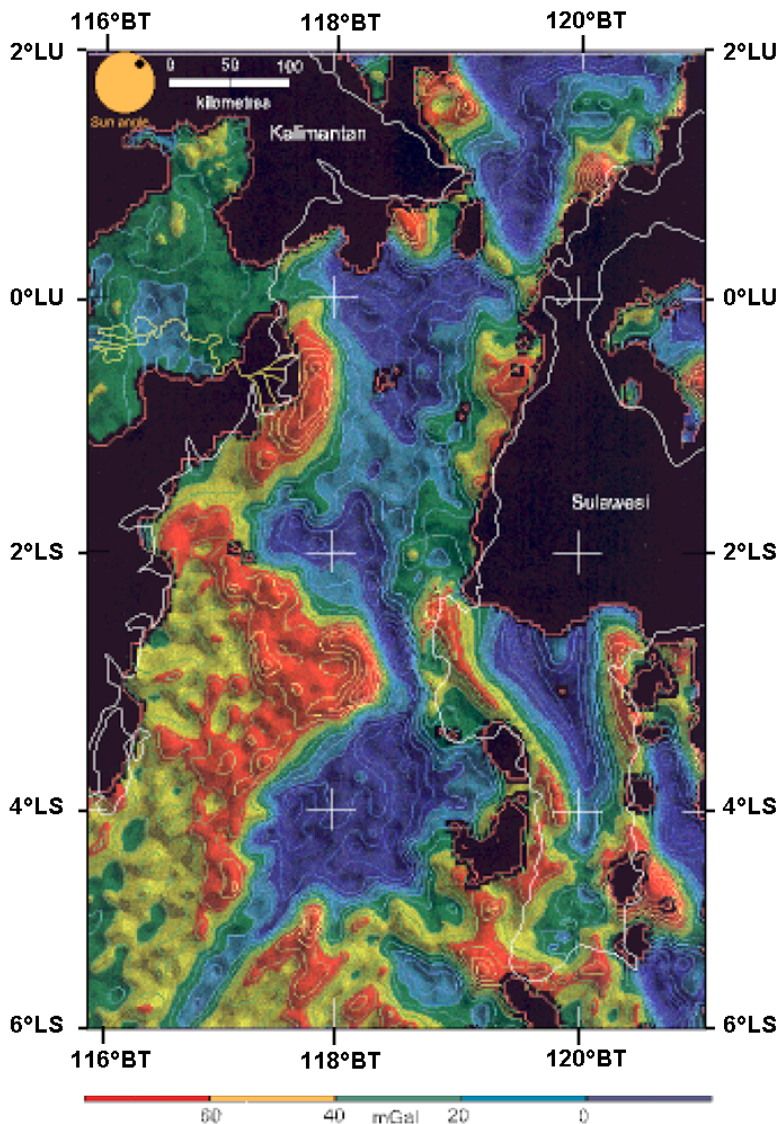 116°BT 118°BT 120°BT
2°LU 2°LU
0 50 100
kilometres
Sun angle
Kalimantan
0°LU 0°LU
Sulawesi
2°LS 2°LS
4°LS 4°LS
6°LS 6°LS
116°BT 118°BT 120°BT
60 40 mGal 20 0